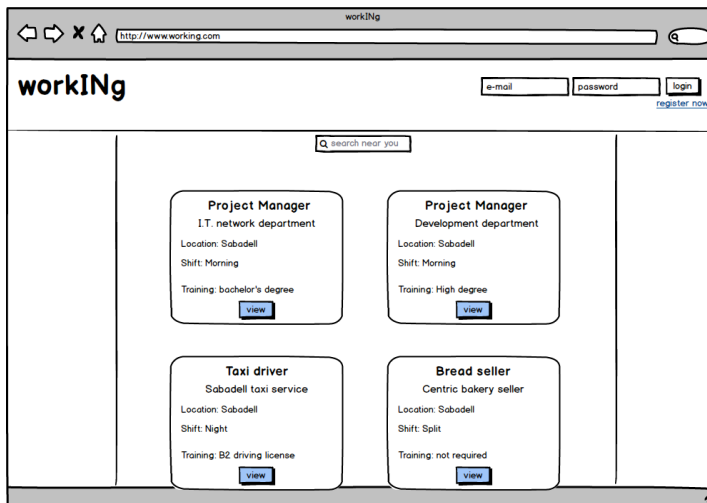 workINg
http://www.working.com
workINg
e-mail
password
login
register now
search near you
Project Manager
I.T. network department
Location: Sabadell
Shift: Morning
Training: bachelor's degree
view
Project Manager
Development department
Location: Sabadell
Shift: Morning
Training: High degree
view
Taxi driver
Sabadell taxi service
Location: Sabadell
Shift: Night
Training: B2 driving license
view
Bread seller
Centric bakery seller
Location: Sabadell
Shift: Split
Training: not required
view